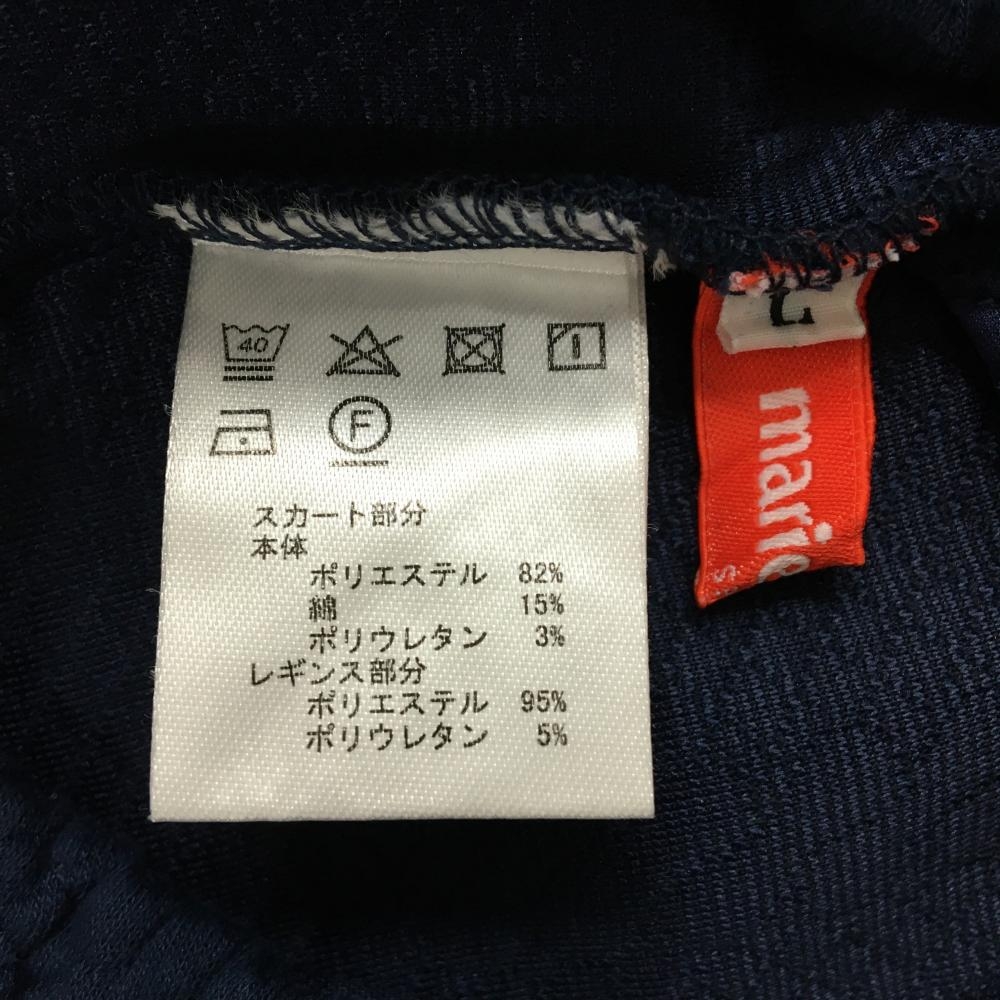 40
F
スカート部分
本体
ポリエステル 82%
綿 15%
ポリウレタン 3%
レギンス部分
ポリエステル 95%
ポリウレタン 5%
L